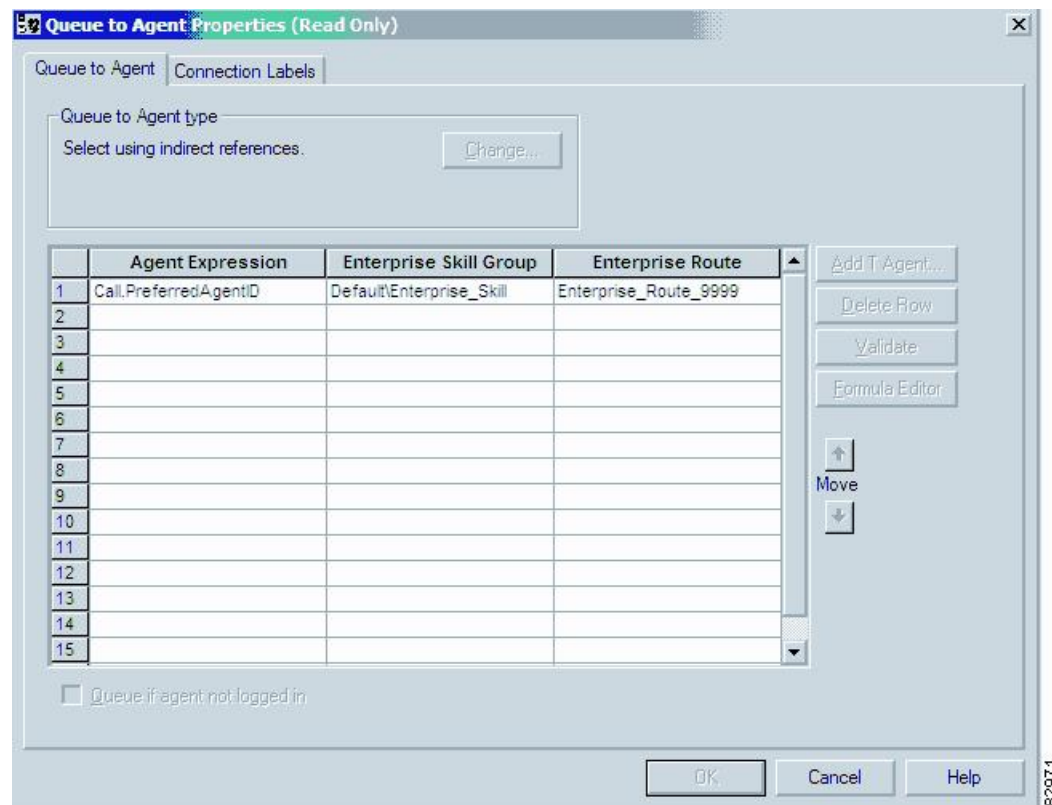 Queue to Agent Properties (Read Only)
Queue to Agent
Connection Labels
Queue to Agent type
Select using indirect references.
Change...
Agent Expression Enterprise Skill Group Enterprise Route
1 Call.PreferredAgentID Default\Enterprise_Skill Enterprise_Route_9999
2
3
4
5
6
7
8
9
10
11
12
13
14
15
Add T Agent...
Delete Row
Validate
Formula Editor
Move
Queue if agent not logged in
OK
Cancel
Help